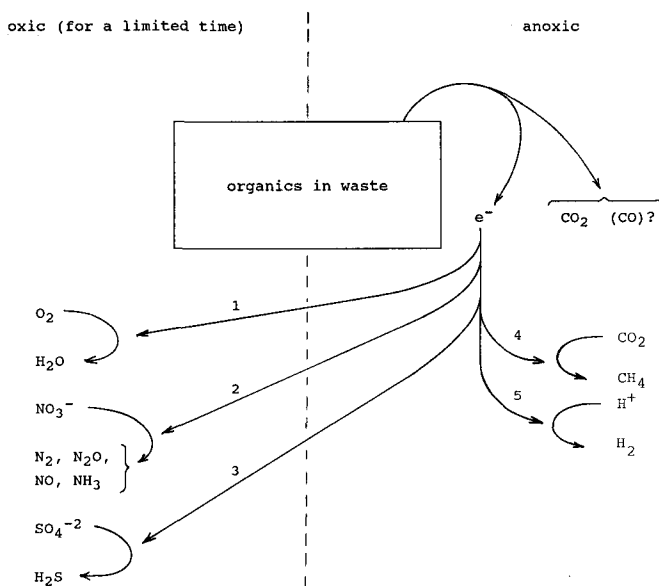 oxic (for a limited time)
anoxic
organics in waste
e⁻
CO₂ (CO)?
1
O₂
H₂O
2
NO₃⁻
N₂, N₂O,
NO, NH₃
3
SO₄⁻²
H₂S
4
CO₂
CH₄
5
H⁺
H₂